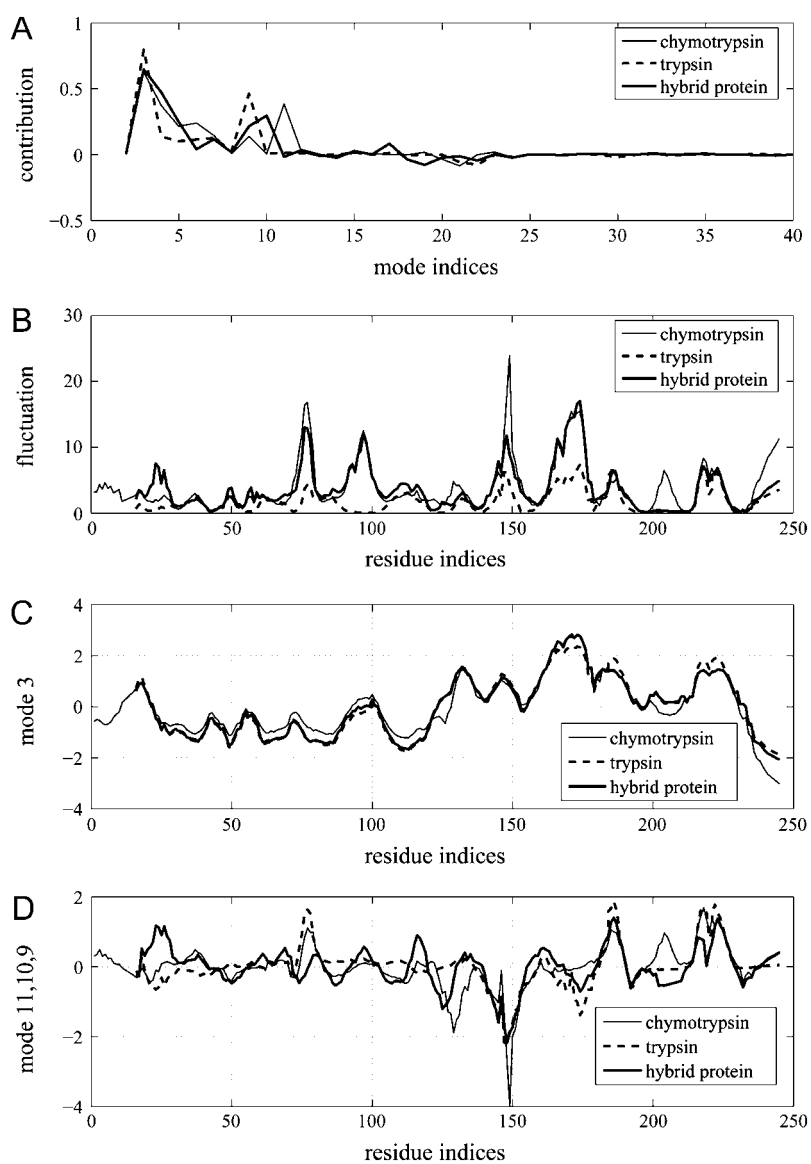 A
1
0.5
0
−0.5
contribution
chymotrypsin
trypsin
hybrid protein
0 5 10 15 20 25 30 35 40
mode indices
B
30
20
10
0
fluctuation
chymotrypsin
trypsin
hybrid protein
0 50 100 150 200 250
residue indices
C
4
2
0
−2
−4
mode 3
chymotrypsin
trypsin
hybrid protein
0 50 100 150 200 250
residue indices
D
2
0
−2
−4
mode 11,10,9
chymotrypsin
trypsin
hybrid protein
0 50 100 150 200 250
residue indices